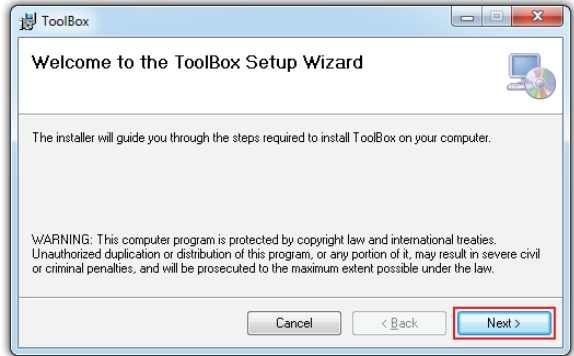 ToolBox
Welcome to the ToolBox Setup Wizard
The installer will guide you through the steps required to install ToolBox on your computer.
WARNING: This computer program is protected by copyright law and international treaties.
Unauthorized duplication or distribution of this program, or any portion of it, may result in severe civil
or criminal penalties, and will be prosecuted to the maximum extent possible under the law.
Cancel
< Back
Next >